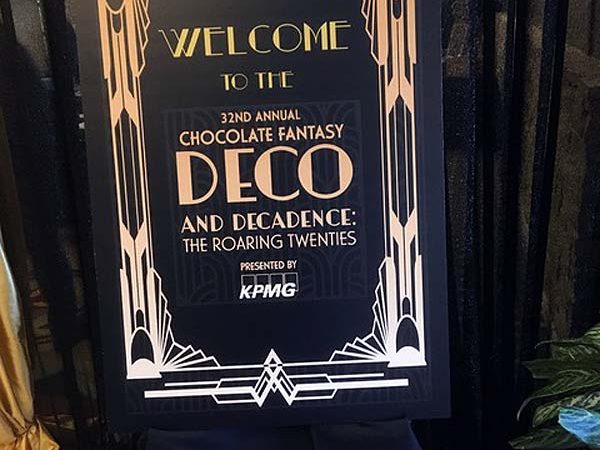 WELCOME
TO THE
32ND ANNUAL
CHOCOLATE FANTASY
DECO
AND DECADENCE:
THE ROARING TWENTIES
PRESENTED BY
KPMG